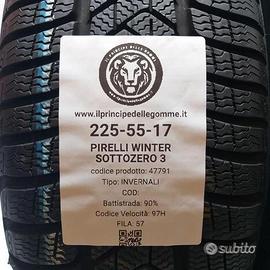 IL PRINCIPE DELLE GOMME
www.ilprincipedellegomme.it
225-55-17
PIRELLI WINTER
SOTTOZERO 3
codice prodotto: 47791
Tipo: INVERNALI
COD:
Battistrada: 90%
Codice Velocità: 97H
FILA: 57
subito